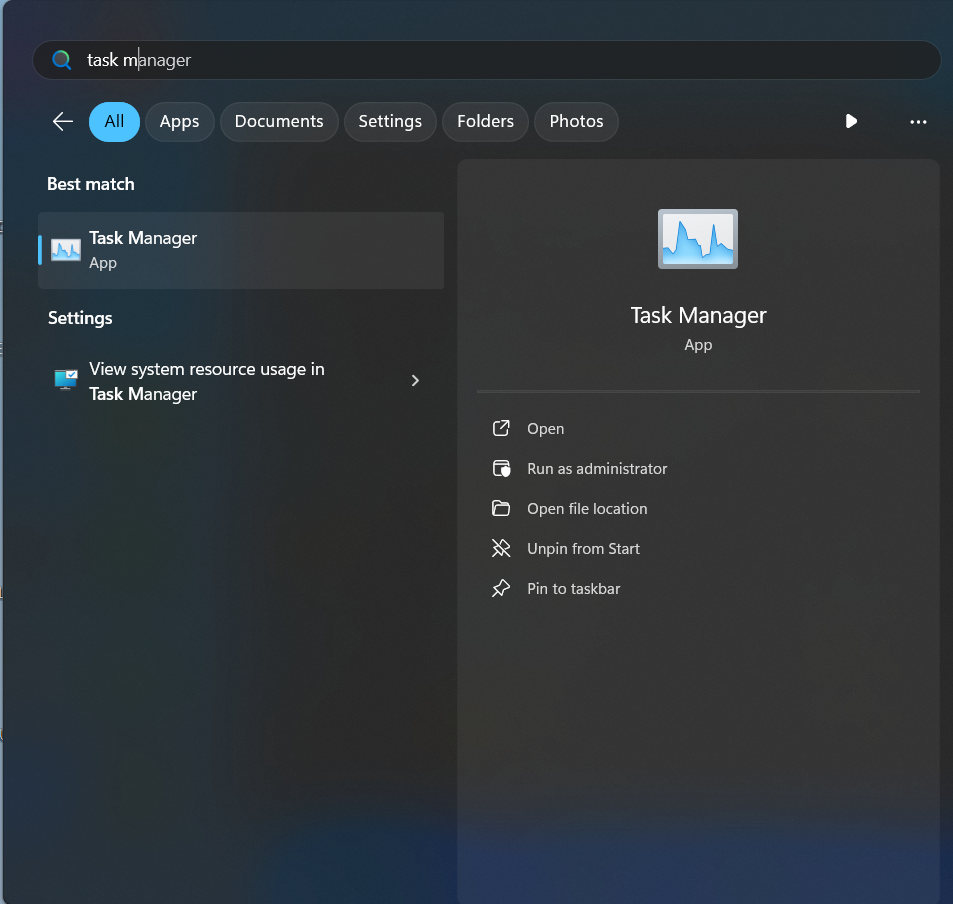 task manager
All
Apps
Documents
Settings
Folders
Photos
Best match
Task Manager
App
Settings
View system resource usage in
Task Manager
Task Manager
App
Open
Run as administrator
Open file location
Unpin from Start
Pin to taskbar